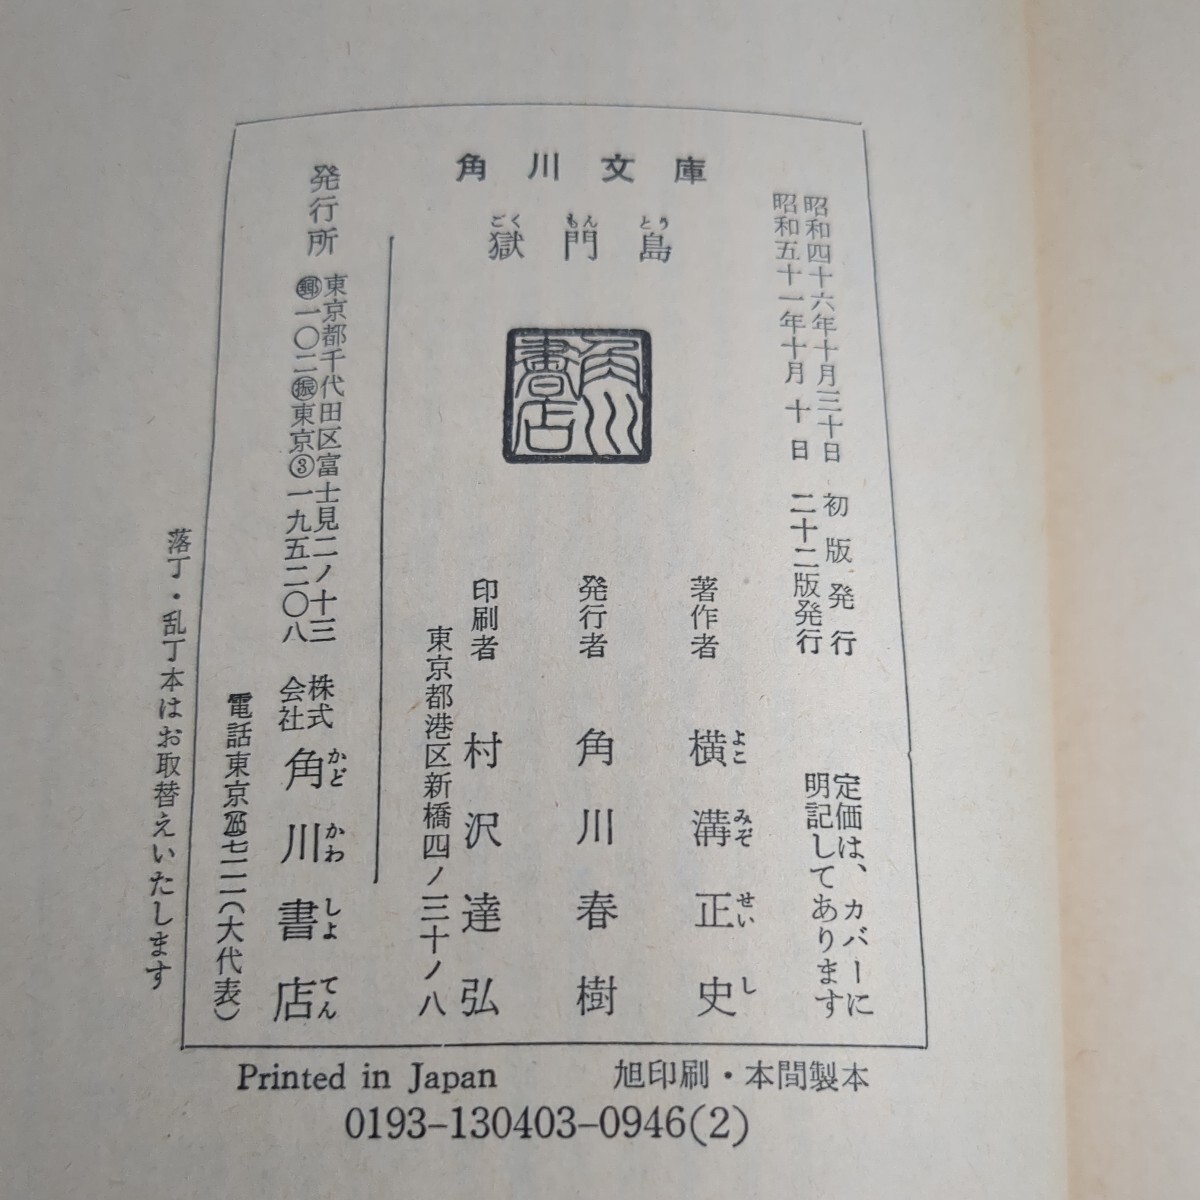 角川文庫
獄門島
ごくもんとう
昭和四十六年十月三十日 初版発行
昭和五十一年十月十日 二十二版発行
定価は、カバーに
明記してあります
角川
書店
著作者 横溝正史
よこみぞせいし
発行者 角川春樹
印刷者 村沢達弘
東京都港区新橋四ノ三十ノ八
発行所
東京都千代田区富士見二ノ十三
郵一〇二振東京③一九五二〇八
株式
会社
角川書店
かどかわしよてん
電話東京265七一一一(大代表)
落丁・乱丁本はお取替えいたします
Printed in Japan 旭印刷・本間製本
0193-130403-0946(2)